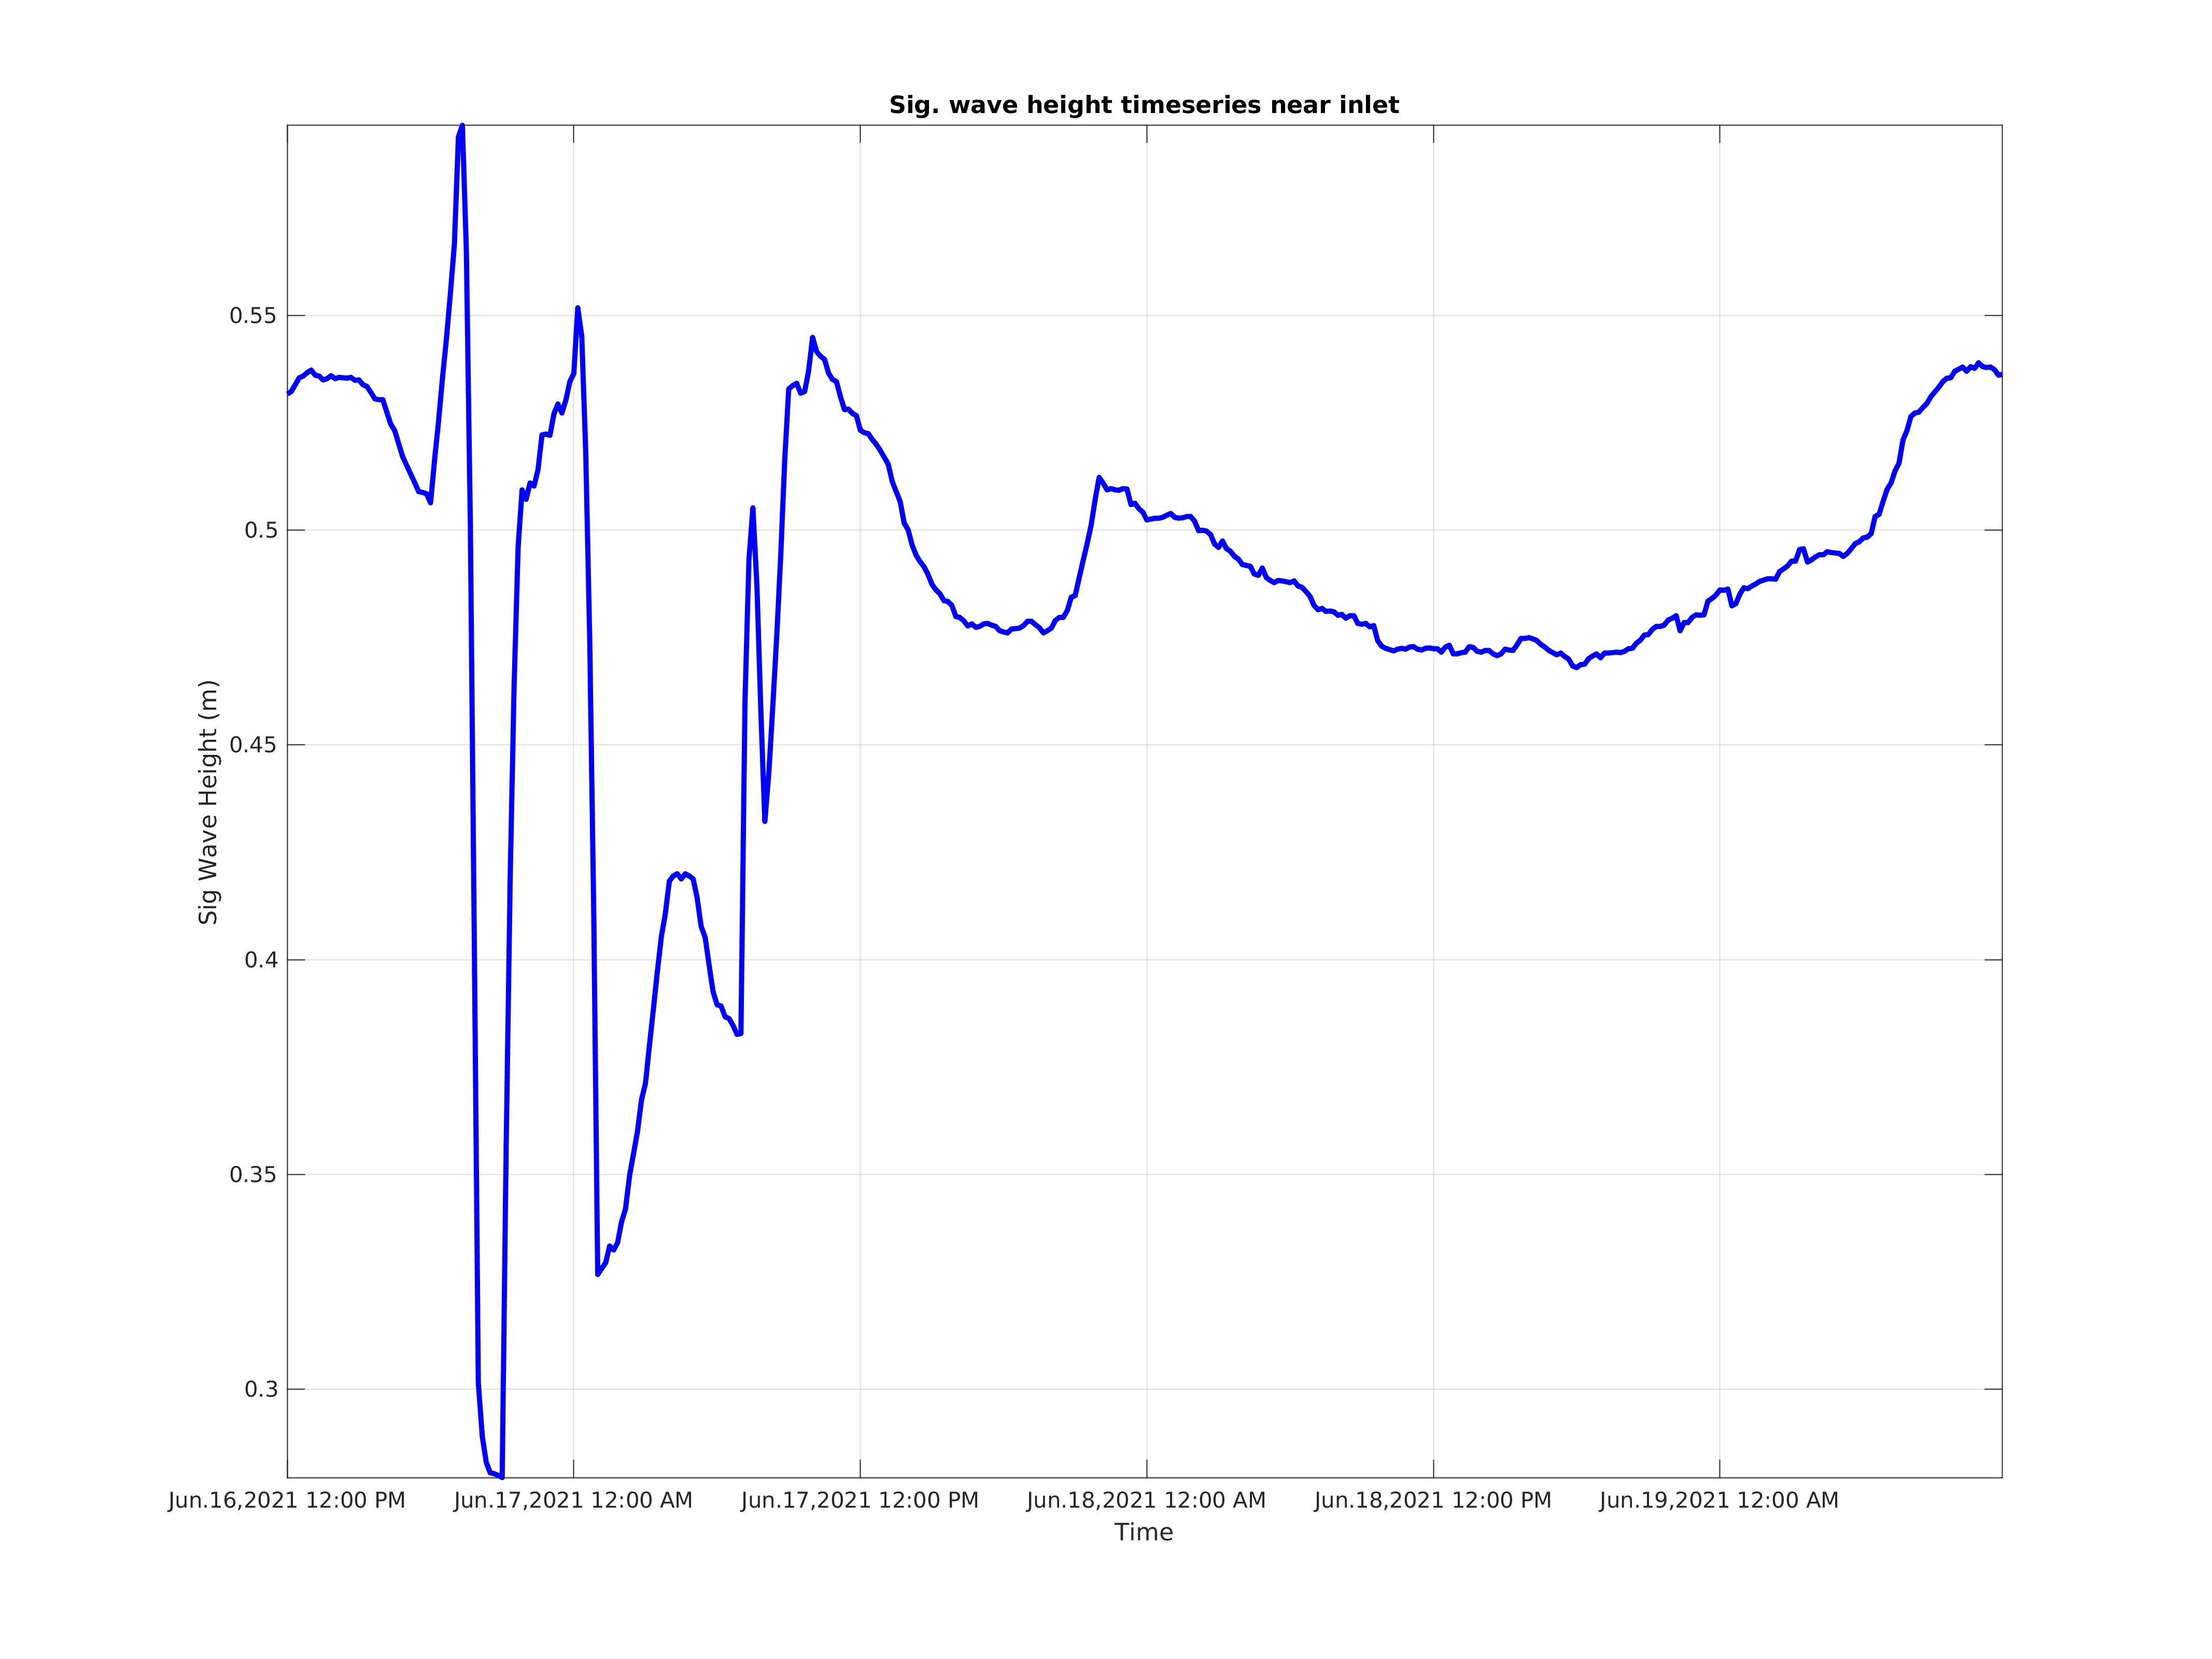 Sig. wave height timeseries near inlet
0.55
0.5
0.45
0.4
0.35
0.3
Sig Wave Height (m)
Jun.16,2021 12:00 PM
Jun.17,2021 12:00 AM
Jun.17,2021 12:00 PM
Jun.18,2021 12:00 AM
Jun.18,2021 12:00 PM
Jun.19,2021 12:00 AM
Time